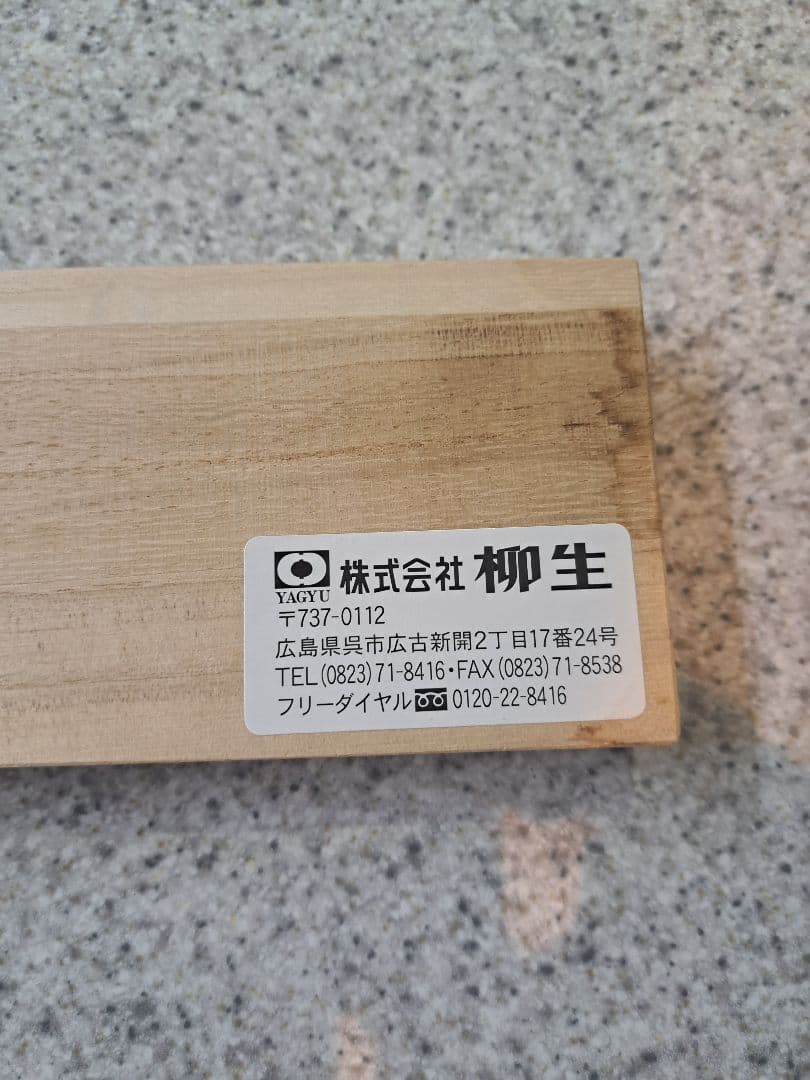 株式会社 柳生
YAGYU
〒737-0112
広島県呉市広古新開2丁目17番24号
TEL(0823)71-8416・FAX(0823)71-8538
フリーダイヤル 0120-22-8416